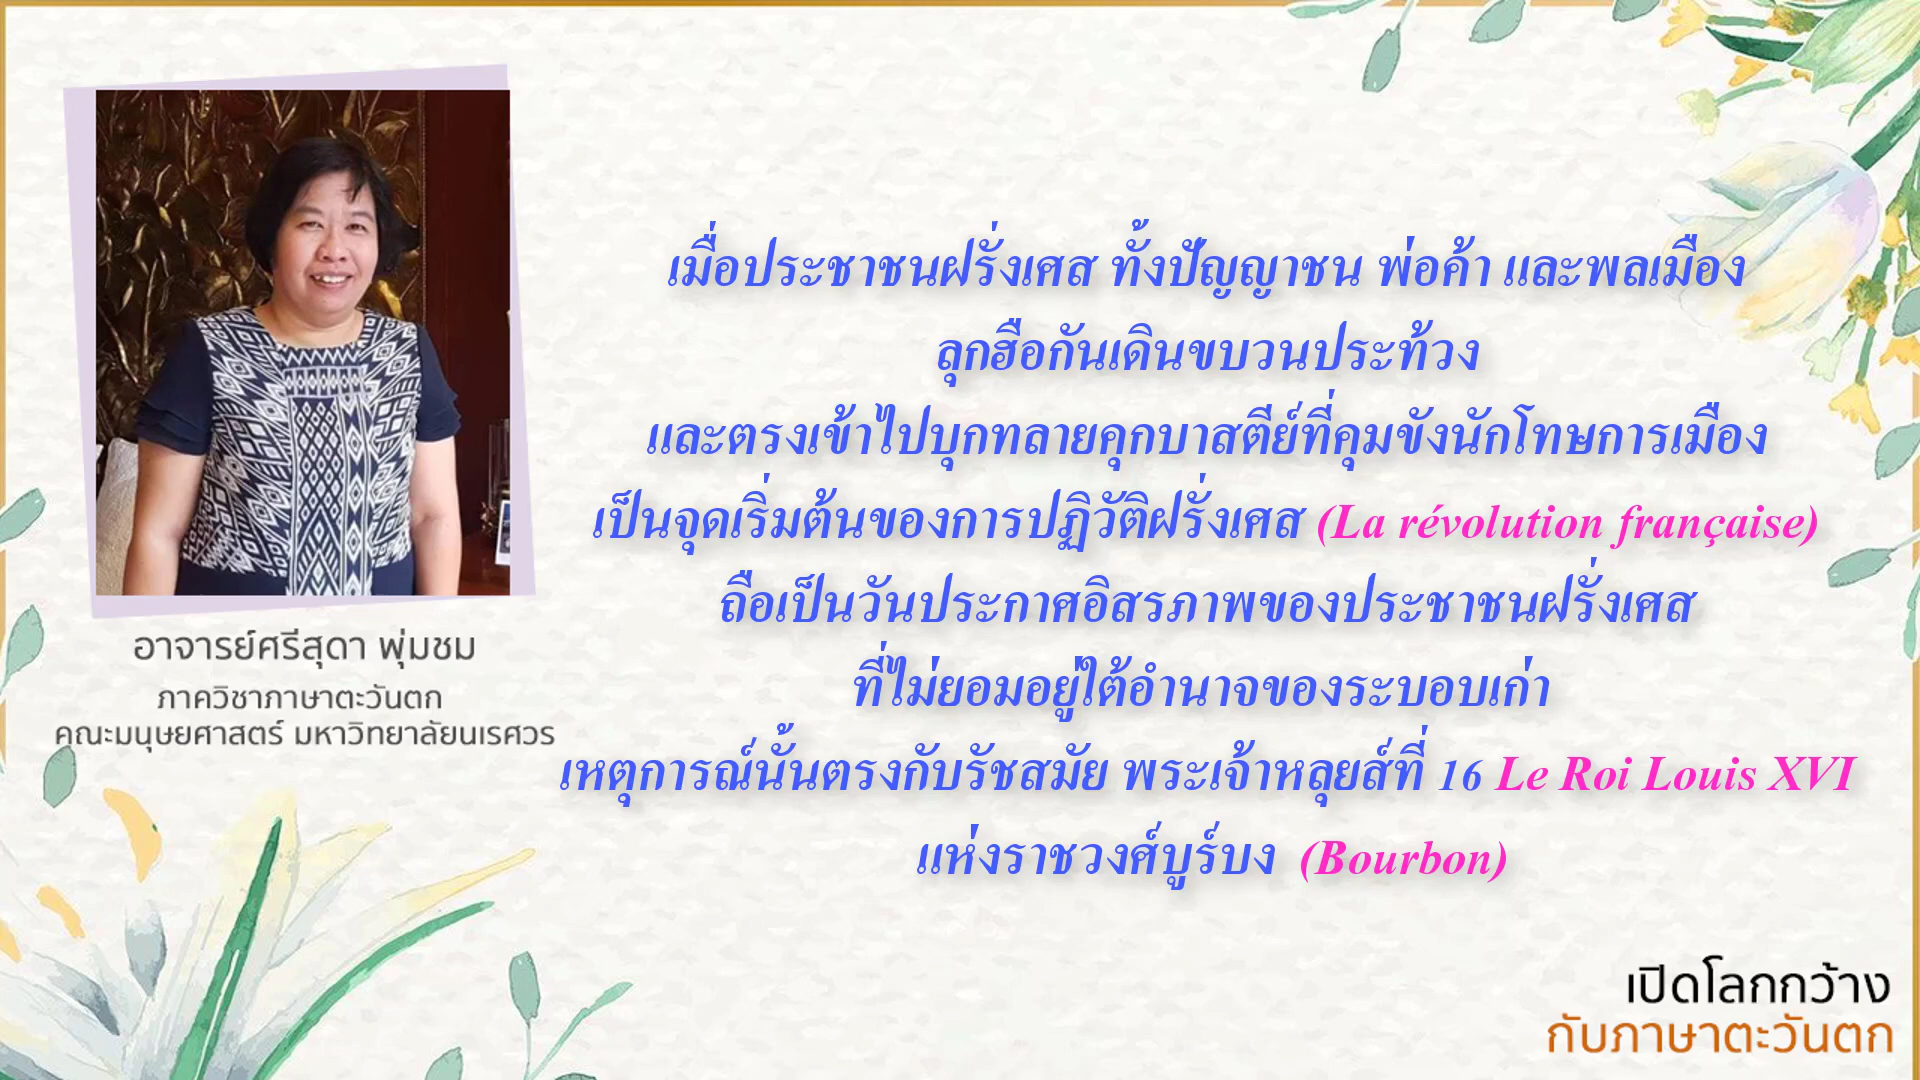 เมื่อประชาชนฝรั่งเศส ทั้งปัญญาชน พ่อค้า และพลเมือง
ลุกฮือกันเดินขบวนประท้วง
และตรงเข้าไปบุกทลายคุกบาสตีย์ที่คุมขังนักโทษการเมือง
เป็นจุดเริ่มต้นของการปฏิวัติฝรั่งเศส (La révolution française)
ถือเป็นวันประกาศอิสรภาพของประชาชนฝรั่งเศส
ที่ไม่ยอมอยู่ใต้อำนาจของระบอบเก่า
เหตุการณ์นั้นตรงกับรัชสมัย พระเจ้าหลุยส์ที่ 16 Le Roi Louis XVI
แห่งราชวงศ์บูร์บง (Bourbon)
อาจารย์ศรีสุดา พุ่มชม
ภาควิชาภาษาตะวันตก
คณะมนุษยศาสตร์ มหาวิทยาลัยนเรศวร
เปิดโลกกว้าง
กับภาษาตะวันตก